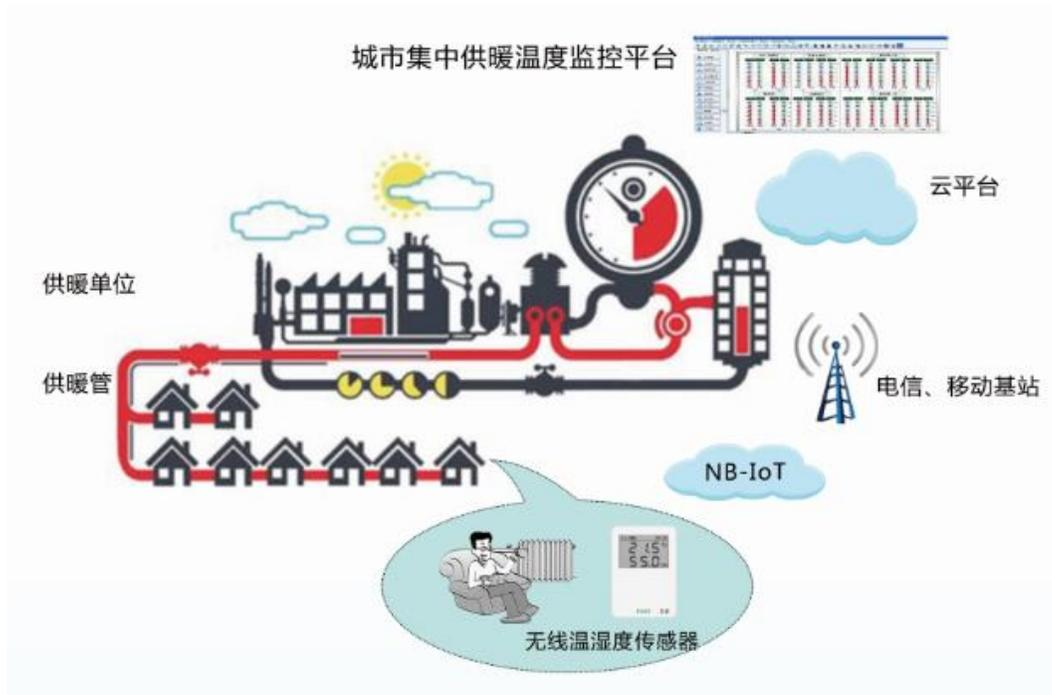 城市集中供暖温度监控平台
云平台
供暖单位
供暖管
电信、移动基站
NB-IoT
21.5
55.0
无线温湿度传感器